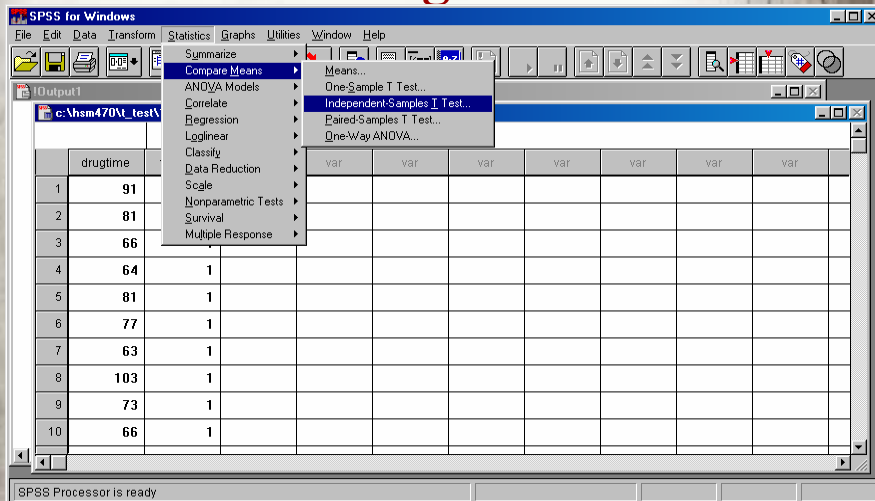 SPSS for Windows
File Edit Data Transform Statistics Graphs Utilities Window Help
!Output1
c:\hsm470\t_test\
Summarize
Compare Means
ANOVA Models
Correlate
Regression
Loglinear
Classify
Data Reduction
Scale
Nonparametric Tests
Survival
Multiple Response
Means...
One-Sample T Test...
Independent-Samples T Test...
Paired-Samples T Test...
One-Way ANOVA...
drugtime var var var var var var var
1 91
2 81
3 66
4 64 1
5 81 1
6 77 1
7 63 1
8 103 1
9 73 1
10 66 1
SPSS Processor is ready